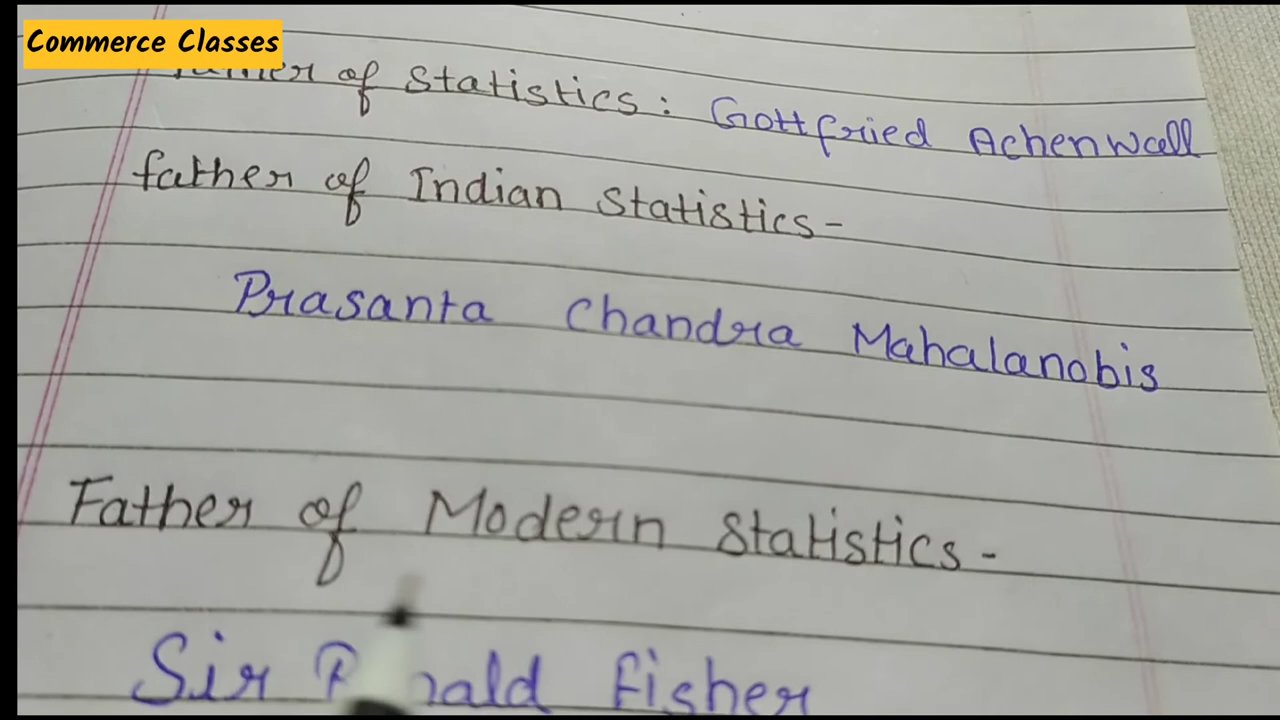 Commerce Classes
of Statistics: Gottfried Achenwall
father of Indian Statistics-
Prasanta Chandra Mahalanobis
Father of Modern Statistics-
Sir Fisher